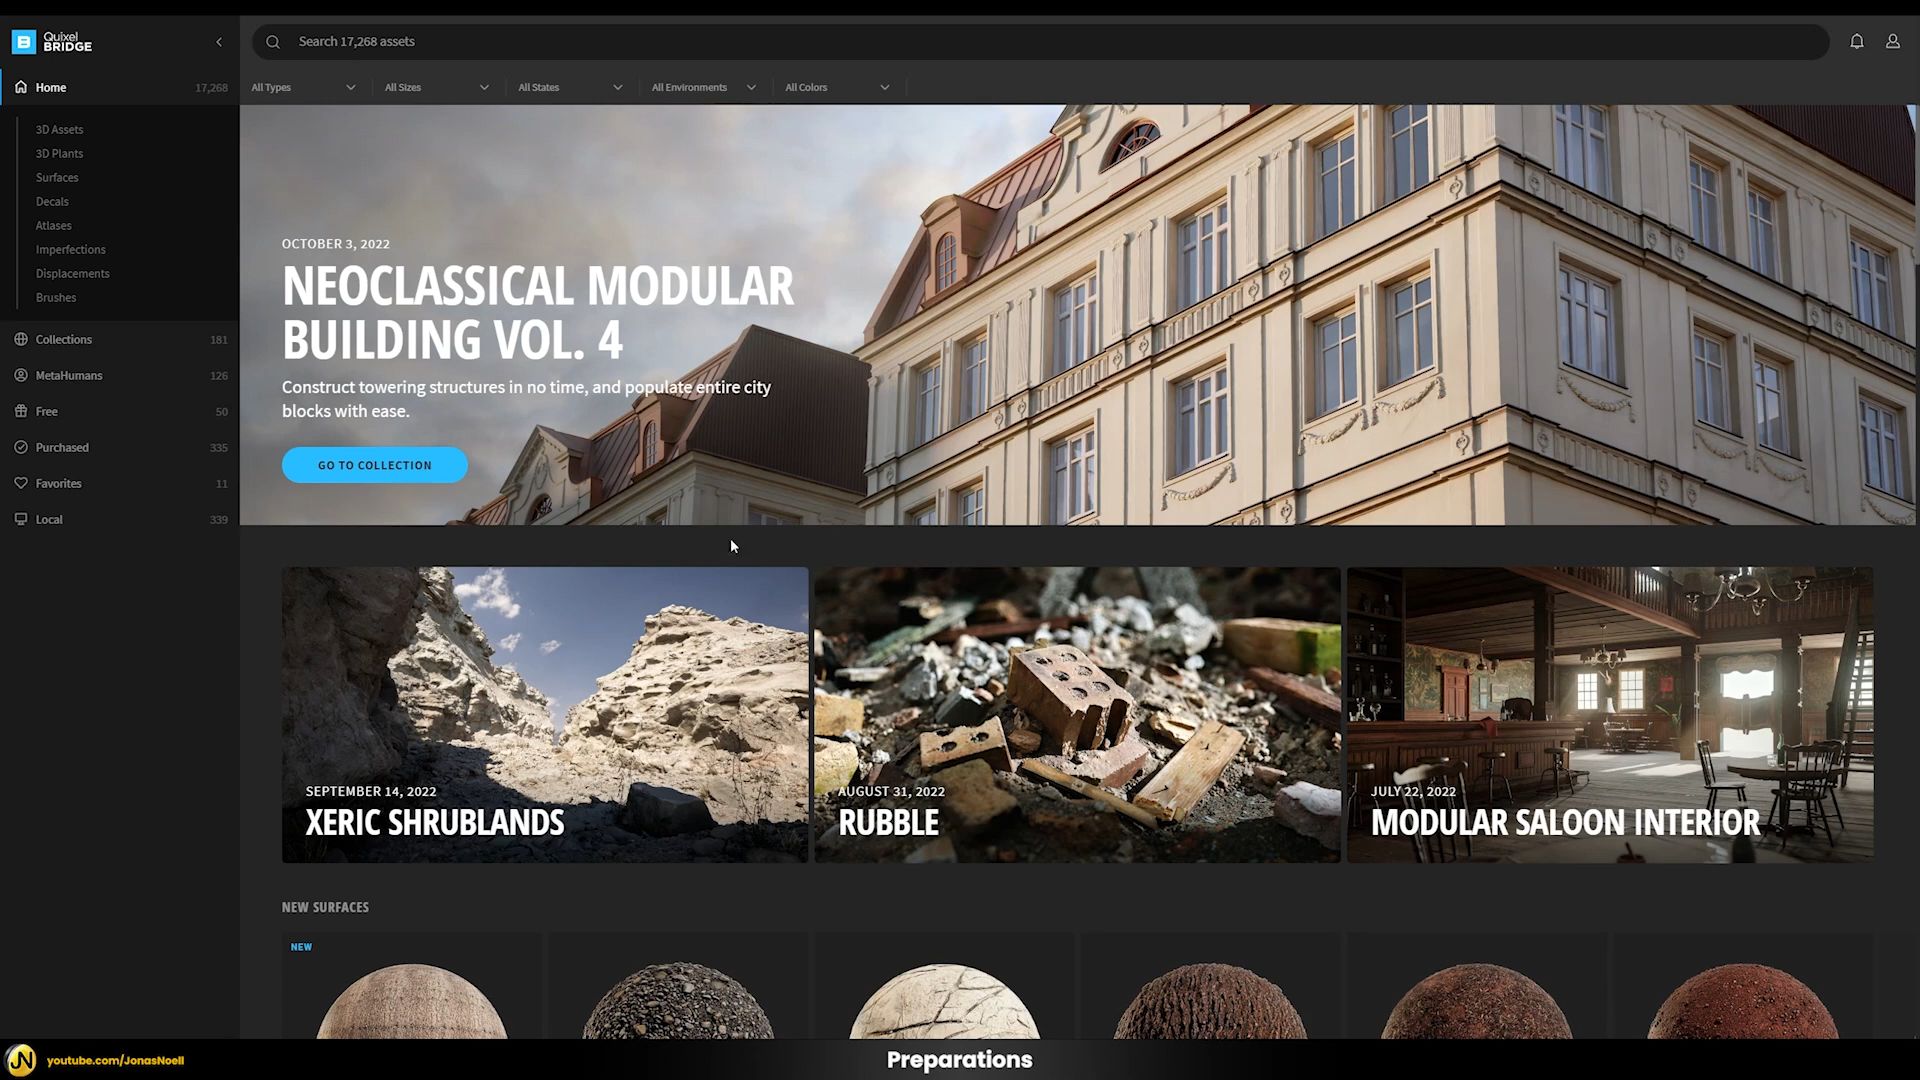 Quixel
BRIDGE
Search 17,268 assets
Home 17,268
All Types
All Sizes
All States
All Environments
All Colors
3D Assets
3D Plants
Surfaces
Decals
Atlases
Imperfections
Displacements
Brushes
Collections 181
MetaHumans 126
Free 50
Purchased 335
Favorites 11
Local 339
OCTOBER 3, 2022
NEOCLASSICAL MODULAR
BUILDING VOL. 4
Construct towering structures in no time, and populate entire city
blocks with ease.
GO TO COLLECTION
SEPTEMBER 14, 2022
XERIC SHRUBLANDS
AUGUST 31, 2022
RUBBLE
JULY 22, 2022
MODULAR SALOON INTERIOR
NEW SURFACES
NEW
JN
youtube.com/JonasNoell
Preparations